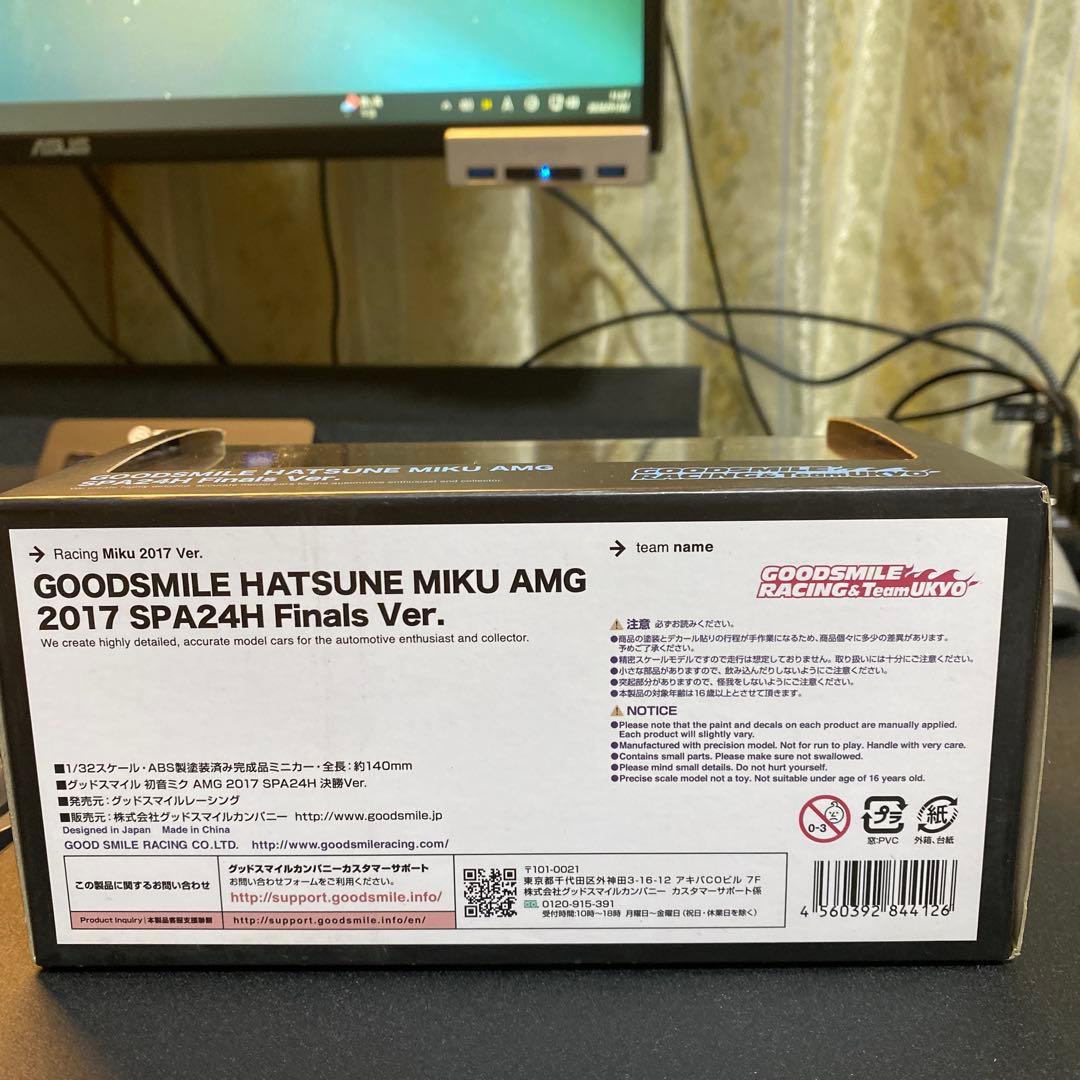 ASUS
GOODSMILE HATSUNE MIKU AMG
SPA24H Finals Ver.
We create highly detailed, accurate model cars for the automotive enthusiast and collector.
GOODSMILE
RACING&TeamUKYO
→ Racing Miku 2017 Ver.
GOODSMILE HATSUNE MIKU AMG
2017 SPA24H Finals Ver.
We create highly detailed, accurate model cars for the automotive enthusiast and collector.
→ team name
GOODSMILE
RACING&TeamUKYO
注意 必ずお読みください。
●商品の塗装とデカール貼りの行程が手作業になるため、商品個々に多少の差異があります。
予めご了承ください。
●精密スケールモデルですので走行は想定しておりません。取り扱いには十分にご注意ください。
●小さな部品がありますので、飲み込んだりしないようにご注意ください。
●突起部分がありますので、怪我をしないようにご注意ください。
●本製品の対象年齢は16歳以上とさせて頂きます。
NOTICE
●Please note that the paint and decals on each product are manually applied.
Each product will slightly vary.
●Manufactured with precision model. Not for run to play. Handle with very care.
●Contains small parts. Please make sure not swallowed.
●Please mind small details. Do not hurt yourself.
●Precise scale model not a toy. Not suitable under age of 16 years old.
■1/32スケール・ABS製塗装済み完成品ミニカー・全長：約140mm
■グッドスマイル 初音ミク AMG 2017 SPA24H 決勝Ver.
■発売元：グッドスマイルレーシング
■販売元：株式会社グッドスマイルカンパニー http://www.goodsmile.jp
Designed in Japan Made in China
GOOD SMILE RACING CO.LTD. http://www.goodsmileracing.com/
0-3
プラ
窓:PVC
紙
外箱、台紙
この製品に関するお問い合わせ
グッドスマイルカンパニーカスタマーサポート
お問い合わせフォームをご利用ください。
http://support.goodsmile.info/
Product Inquiry | 本製品客服支援聯繫
http://support.goodsmile.info/en/
〒101-0021
東京都千代田区外神田3-16-12 アキバCOビル 7F
株式会社グッドスマイルカンパニー カスタマーサポート係
0120-915-391
受付時間:10時〜18時 月曜日〜金曜日(祝日・休業日を除く)
4 560392 844126